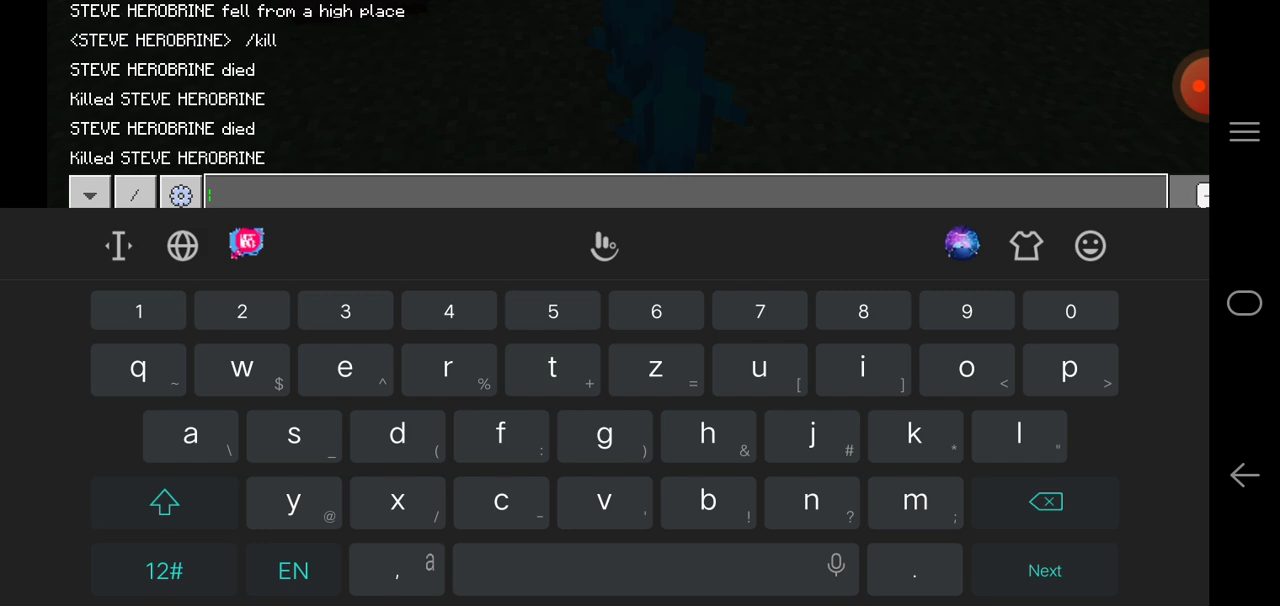 STEVE HEROBRINE fell from a high place
<STEVE HEROBRINE> /kill
STEVE HEROBRINE died
Killed STEVE HEROBRINE
STEVE HEROBRINE died
Killed STEVE HEROBRINE
/
1 2 3 4 5 6 7 8 9 0
q ~ w $ e ^ r % t + z = u [ i ] o < p >
a \ s _ d ( f : g ) h & j # k * l "
y @ x / c - v ' b ! n ? m ;
12# EN , a . Next